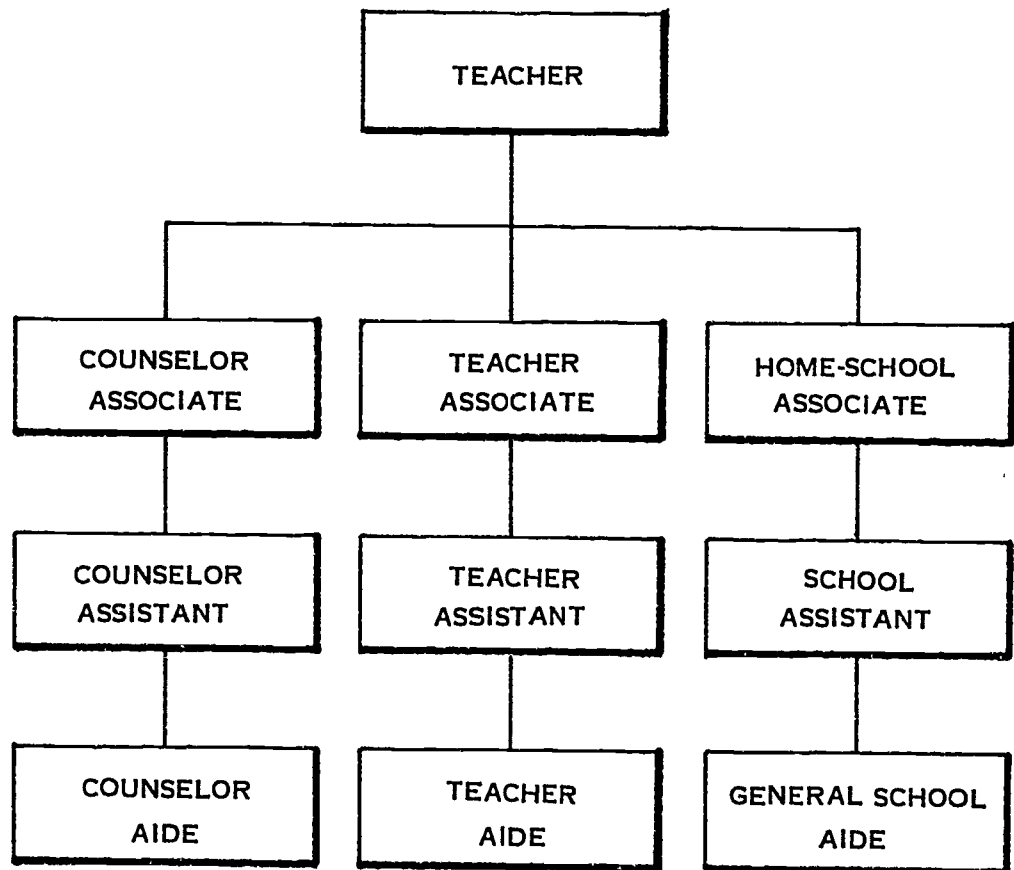 TEACHER
COUNSELOR
ASSOCIATE
TEACHER
ASSOCIATE
HOME-SCHOOL
ASSOCIATE
COUNSELOR
ASSISTANT
TEACHER
ASSISTANT
SCHOOL
ASSISTANT
COUNSELOR
AIDE
TEACHER
AIDE
GENERAL SCHOOL
AIDE